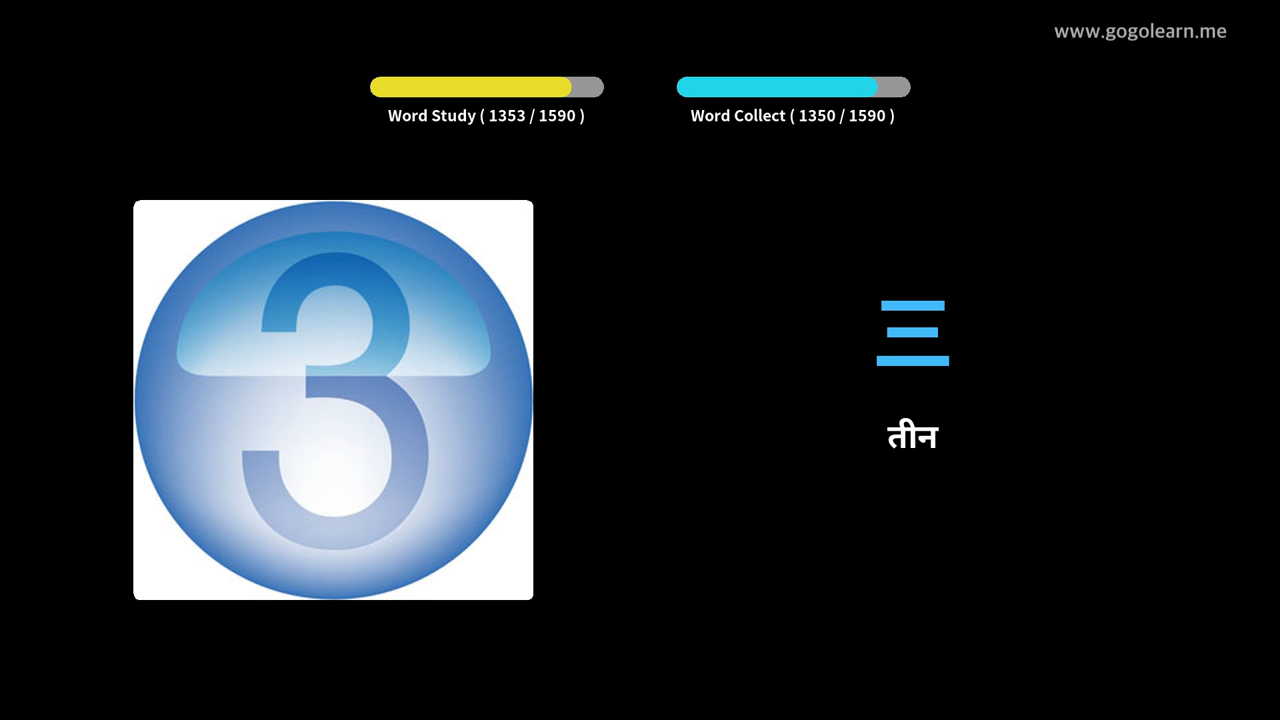 www.gogolearn.me
Word Study ( 1353 / 1590 )
Word Collect ( 1350 / 1590 )
3
三
तीन